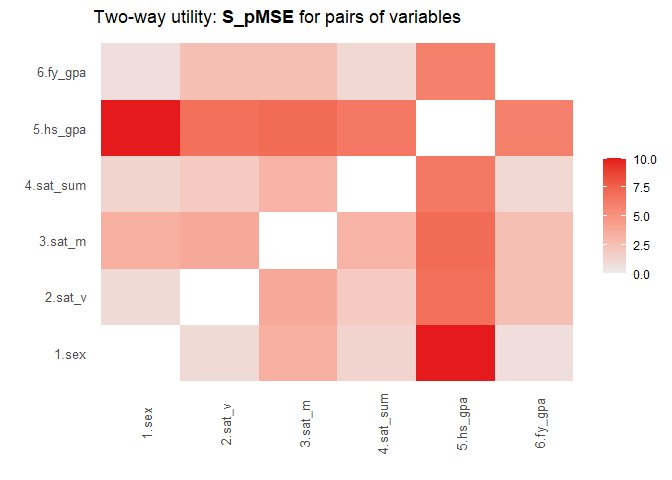 Two-way utility: S_pMSE for pairs of variables
6.fy_gpa
5.hs_gpa
4.sat_sum
3.sat_m
2.sat_v
1.sex
10.0
7.5
5.0
2.5
0.0
1.sex
2.sat_v
3.sat_m
4.sat_sum
5.hs_gpa
6.fy_gpa